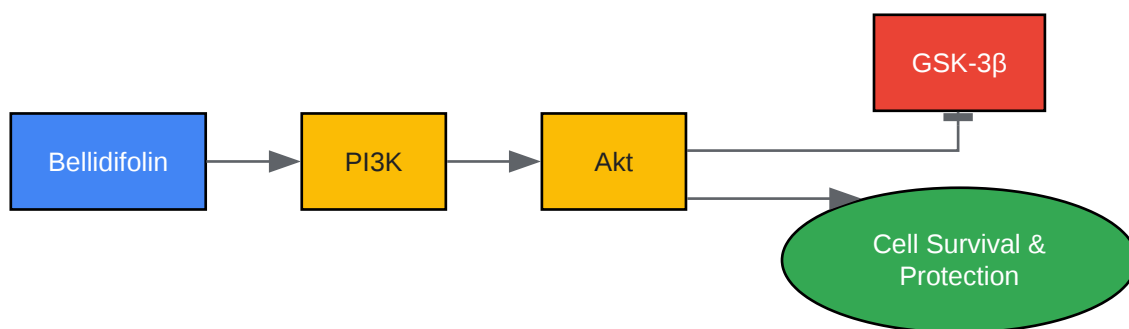 GSK-3β
Bellidifolin
PI3K
Akt
Cell Survival &
Protection